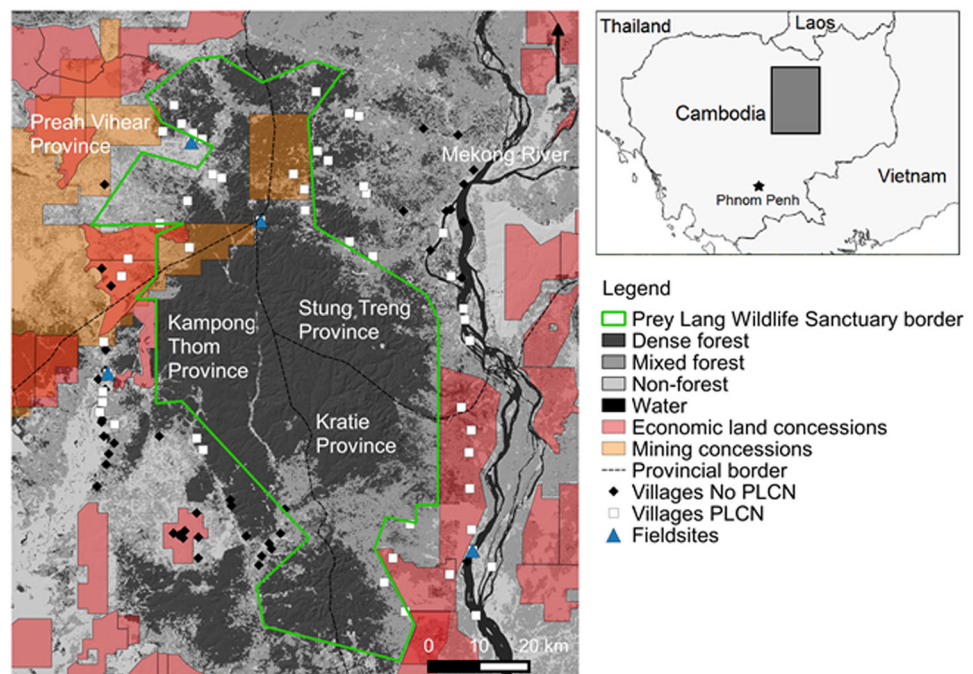 Preah Vihear
Province
Mekong River
Stung Treng
Province
Kampong
Thom
Province
Kratie
Province
0 10 20 km
Thailand
Laos
Cambodia
Vietnam
Phnom Penh
Legend
Prey Lang Wildlife Sanctuary border
Dense forest
Mixed forest
Non-forest
Water
Economic land concessions
Mining concessions
Provincial border
Villages No PLCN
Villages PLCN
Fieldsites